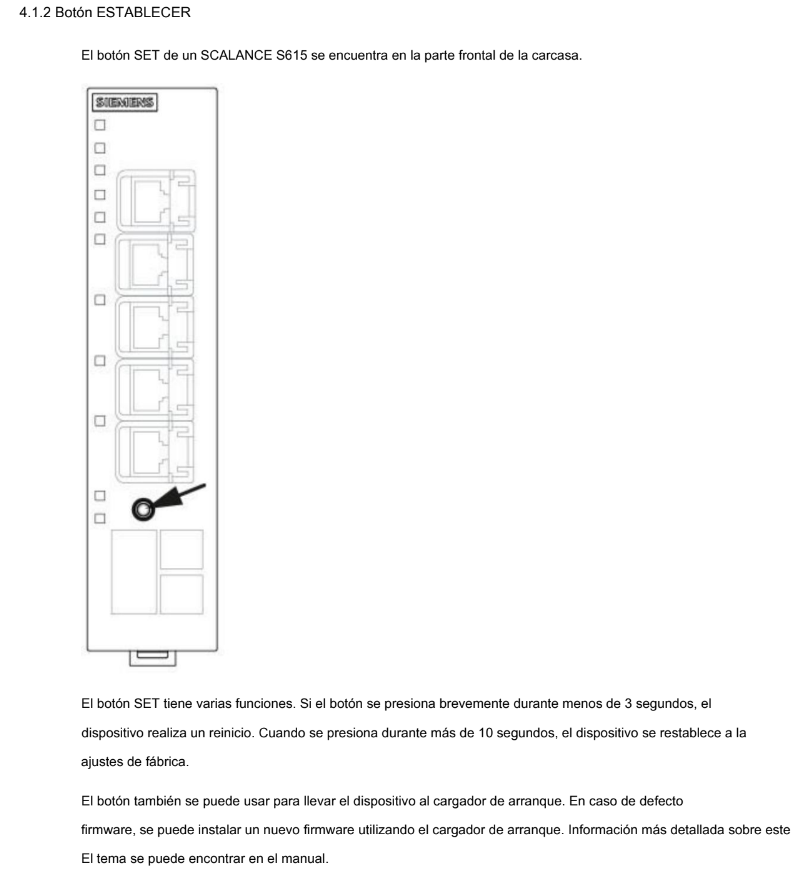 4.1.2 Botón ESTABLECER
El botón SET de un SCALANCE S615 se encuentra en la parte frontal de la carcasa.
SIEMENS
El botón SET tiene varias funciones. Si el botón se presiona brevemente durante menos de 3 segundos, el
dispositivo realiza un reinicio. Cuando se presiona durante más de 10 segundos, el dispositivo se restablece a la
ajustes de fábrica.
El botón también se puede usar para llevar el dispositivo al cargador de arranque. En caso de defecto
firmware, se puede instalar un nuevo firmware utilizando el cargador de arranque. Información más detallada sobre este
El tema se puede encontrar en el manual.